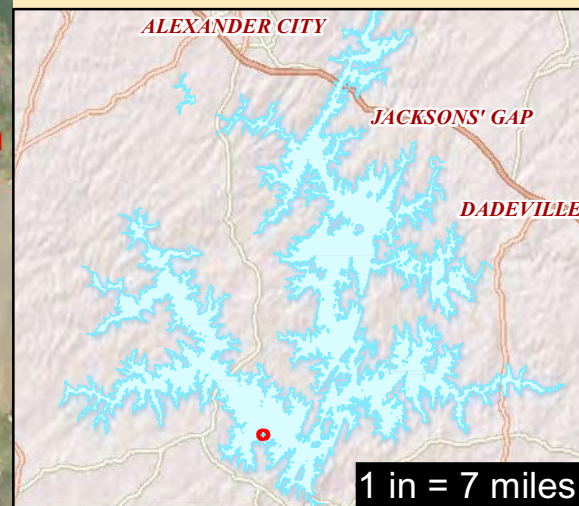 ALEXANDER CITY
JACKSONS' GAP
DADEVILLE
1 in = 7 miles